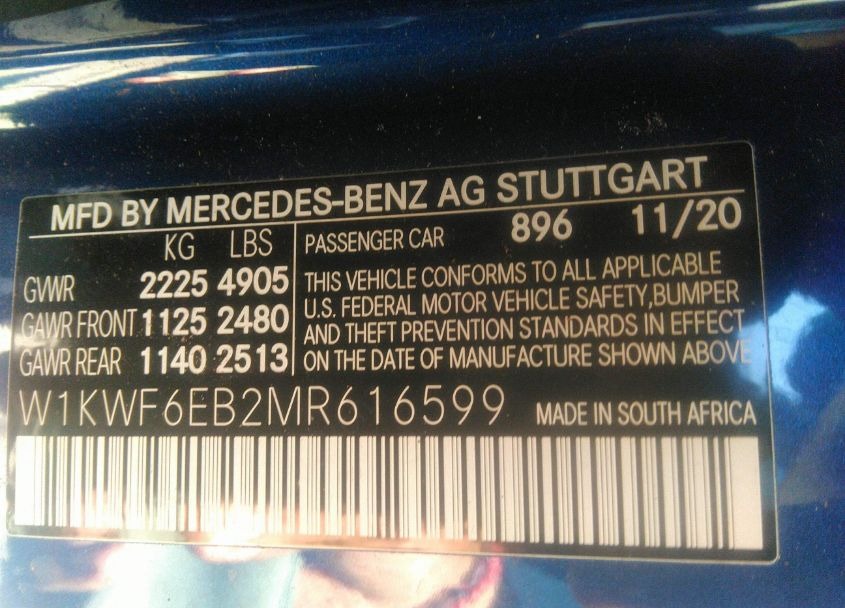 MFD BY MERCEDES-BENZ AG STUTTGART
KG LBS
GVWR 2225 4905
GAWR FRONT 1125 2480
GAWR REAR 1140 2513
PASSENGER CAR 896 11/20
THIS VEHICLE CONFORMS TO ALL APPLICABLE
U.S. FEDERAL MOTOR VEHICLE SAFETY,BUMPER
AND THEFT PREVENTION STANDARDS IN EFFECT
ON THE DATE OF MANUFACTURE SHOWN ABOVE
W1KWF6EB2MR616599 MADE IN SOUTH AFRICA